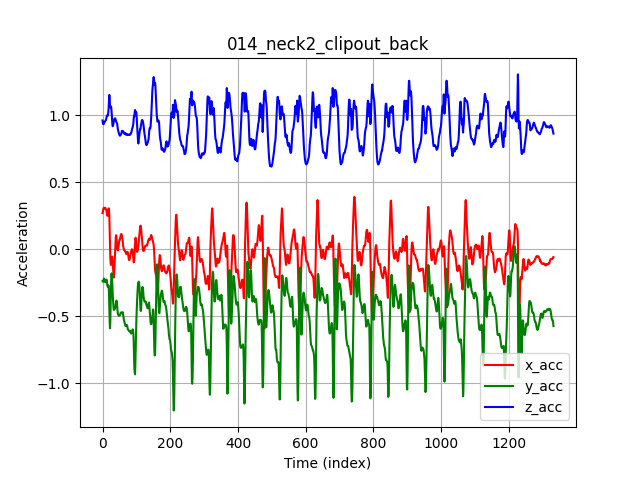 014_neck2_clipout_back
Acceleration
1.0
0.5
0.0
−0.5
−1.0
0 200 400 600 800 1000 1200
Time (index)
x_acc
y_acc
z_acc